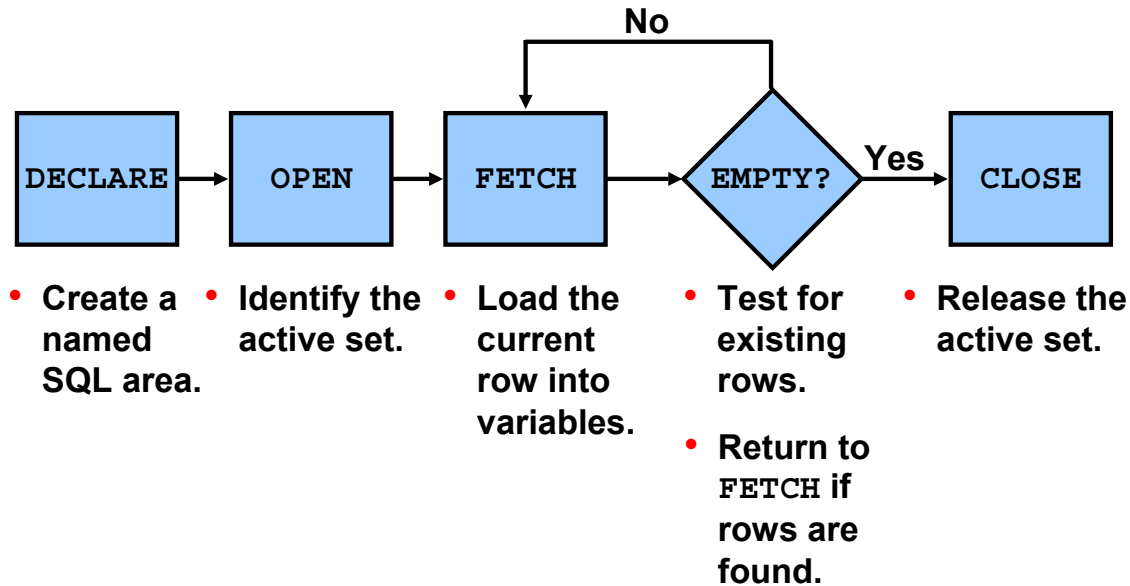 No
DECLARE
OPEN
FETCH
EMPTY?
Yes
CLOSE
• Create a
named
SQL area.
• Identify the
active set.
• Load the
current
row into
variables.
• Test for
existing
rows.
• Return to
FETCH if
rows are
found.
• Release the
active set.